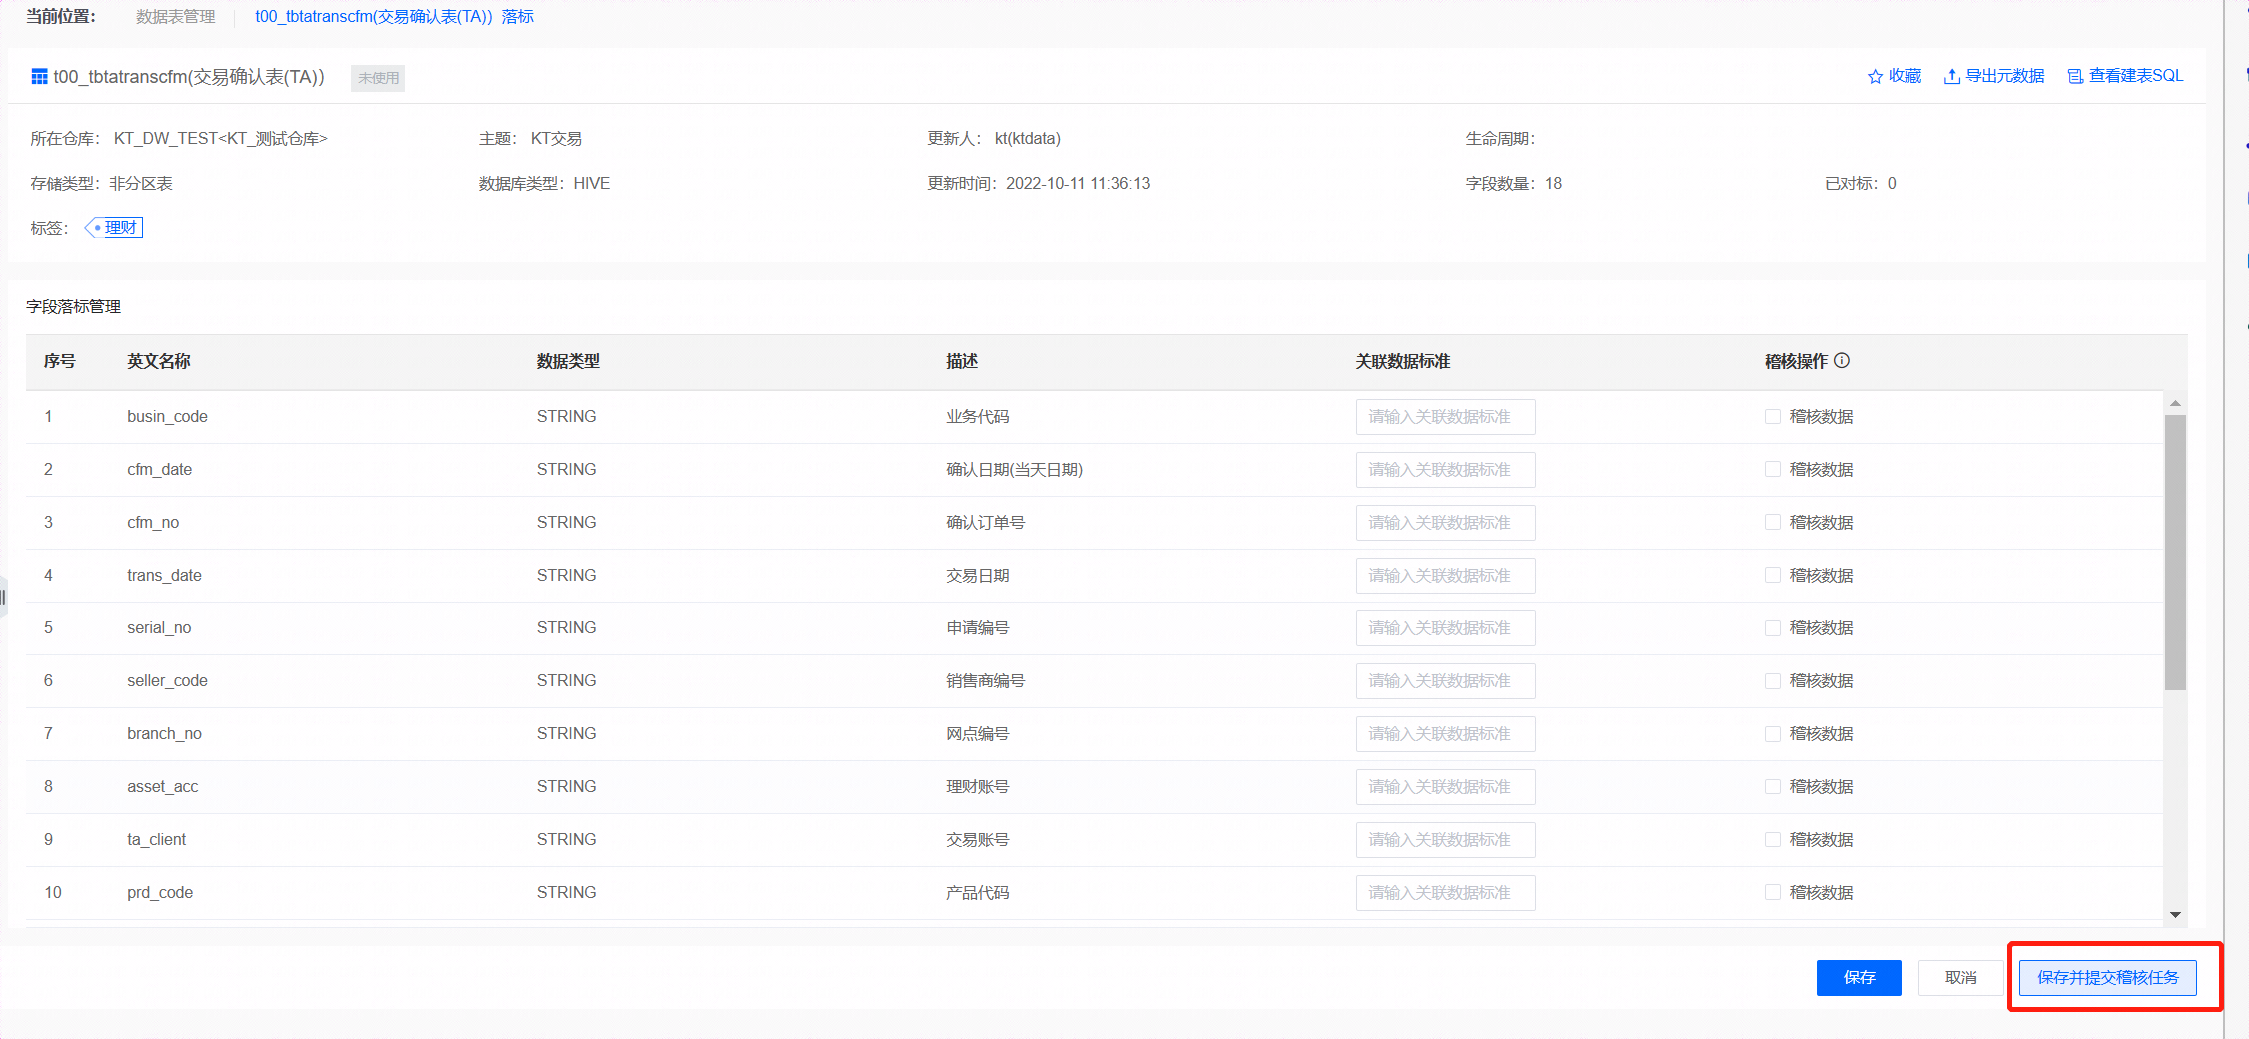 当前位置： 数据表管理 t00_tbtatranscfm(交易确认表(TA)) 落标
t00_tbtatranscfm(交易确认表(TA)) 未使用 收藏 导出元数据 查看建表SQL
所在仓库： KT_DW_TEST<KT_测试仓库> 主题： KT交易 更新人： kt(ktdata) 生命周期：
存储类型：非分区表 数据库类型：HIVE 更新时间：2022-10-11 11:36:13 字段数量：18 已对标：0
标签： 理财
字段落标管理
序号 英文名称 数据类型 描述 关联数据标准 稽核操作
1 busin_code STRING 业务代码 请输入关联数据标准 稽核数据
2 cfm_date STRING 确认日期(当天日期) 请输入关联数据标准 稽核数据
3 cfm_no STRING 确认订单号 请输入关联数据标准 稽核数据
4 trans_date STRING 交易日期 请输入关联数据标准 稽核数据
5 serial_no STRING 申请编号 请输入关联数据标准 稽核数据
6 seller_code STRING 销售商编号 请输入关联数据标准 稽核数据
7 branch_no STRING 网点编号 请输入关联数据标准 稽核数据
8 asset_acc STRING 理财账号 请输入关联数据标准 稽核数据
9 ta_client STRING 交易账号 请输入关联数据标准 稽核数据
10 prd_code STRING 产品代码 请输入关联数据标准 稽核数据
保存 取消 保存并提交稽核任务